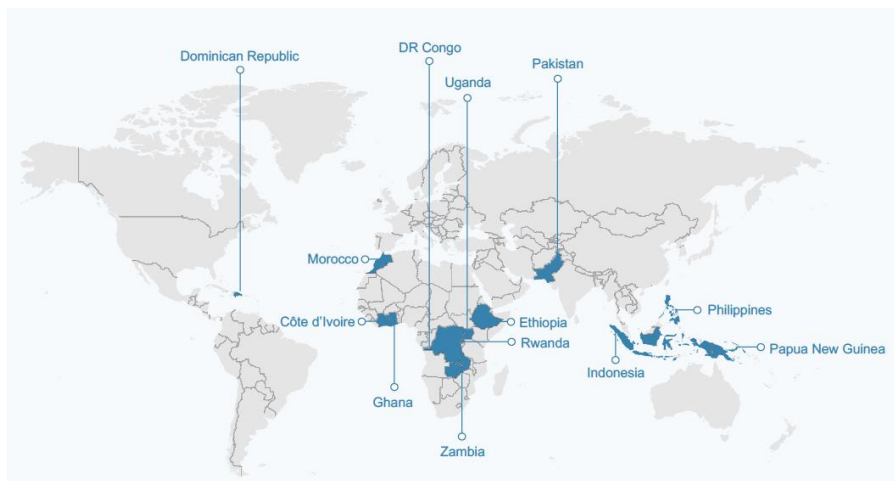 DR Congo
Dominican Republic
Pakistan
Uganda
Morocco
Philippines
Côte d'Ivoire
Ethiopia
Rwanda
Papua New Guinea
Indonesia
Ghana
Zambia